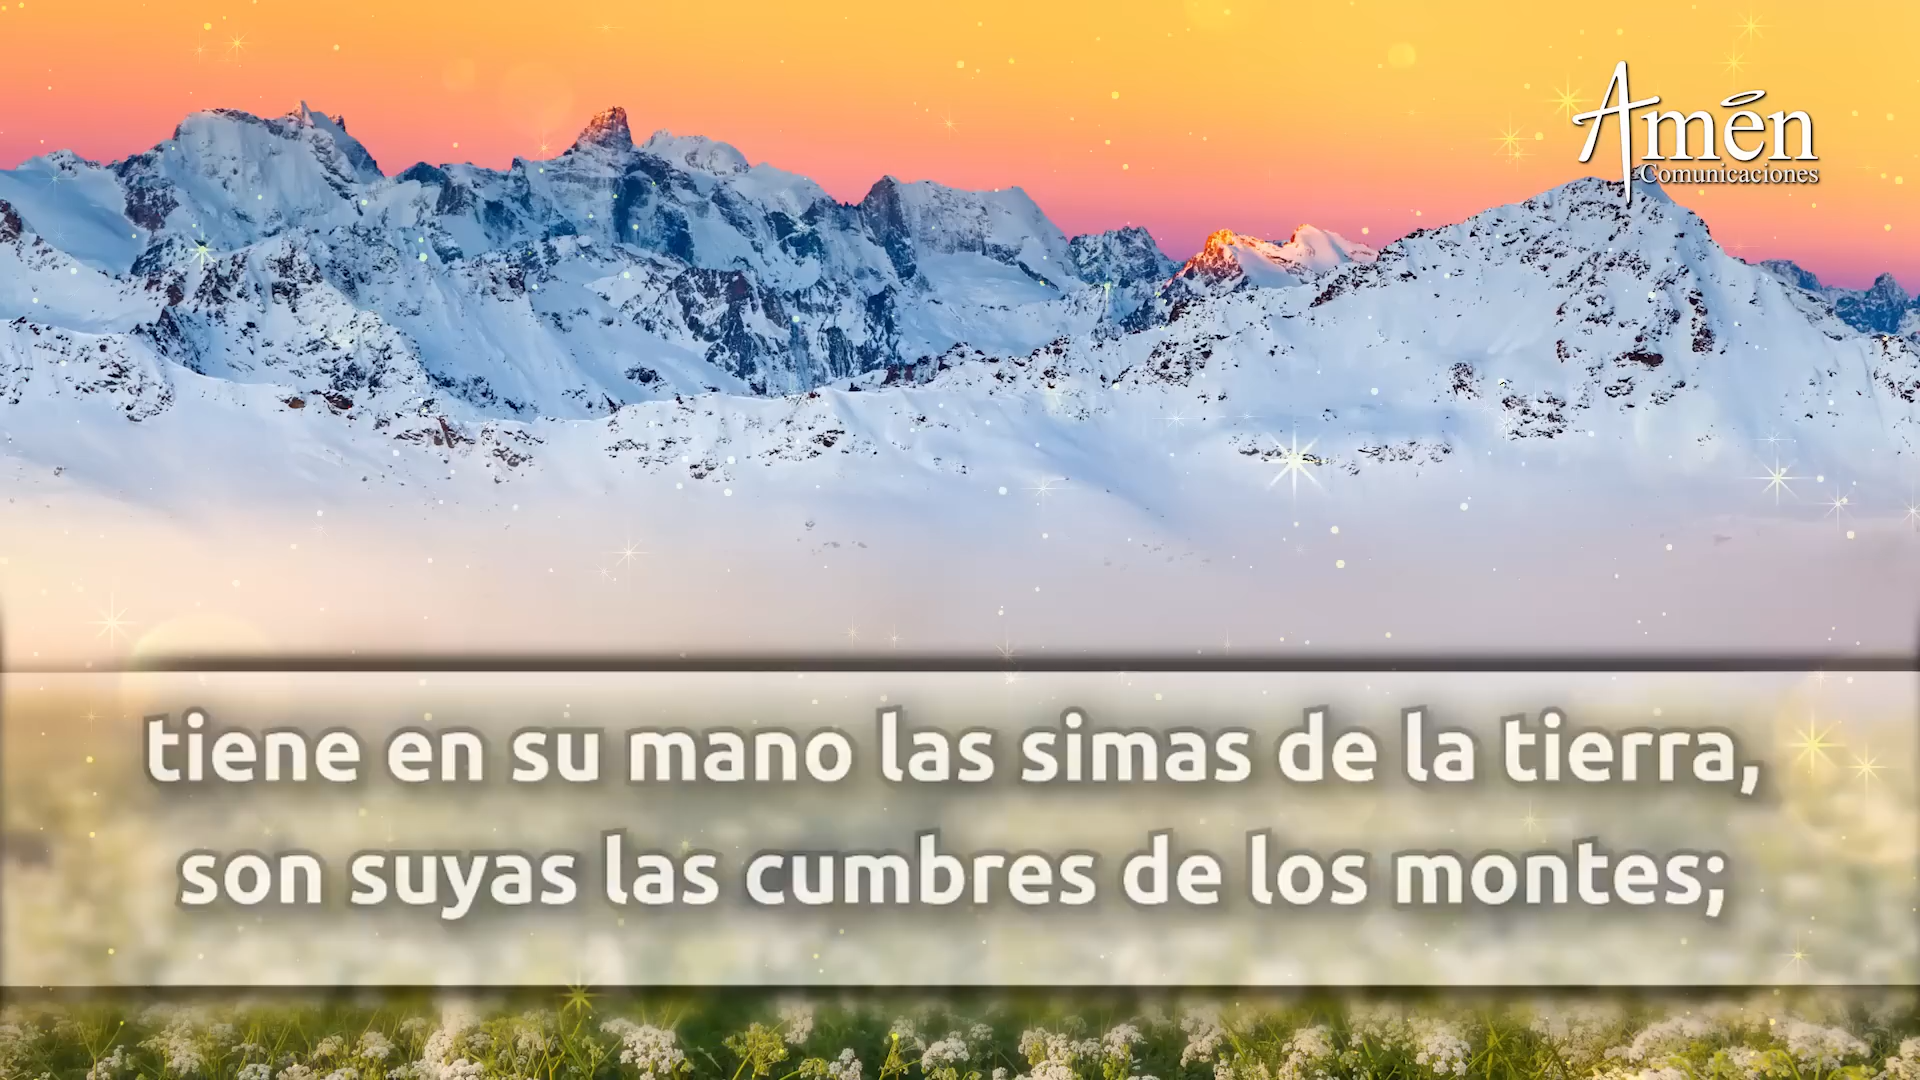 Amén
Comunicaciones
tiene en su mano las simas de la tierra,
son suyas las cumbres de los montes;